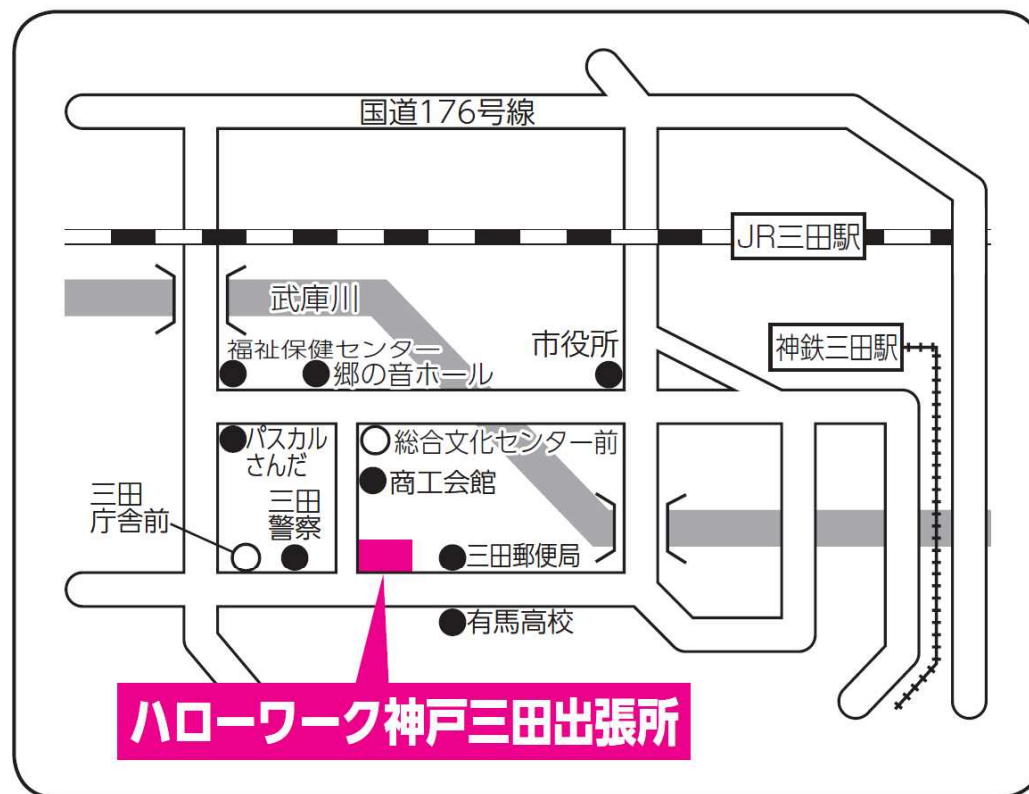 国道176号線
JR三田駅
武庫川
神鉄三田駅
市役所
福祉保健センター
郷の音ホール
パスカル
さんだ
総合文化センター前
商工会館
三田
庁舎前
三田
警察
三田郵便局
有馬高校
ハローワーク神戸三田出張所